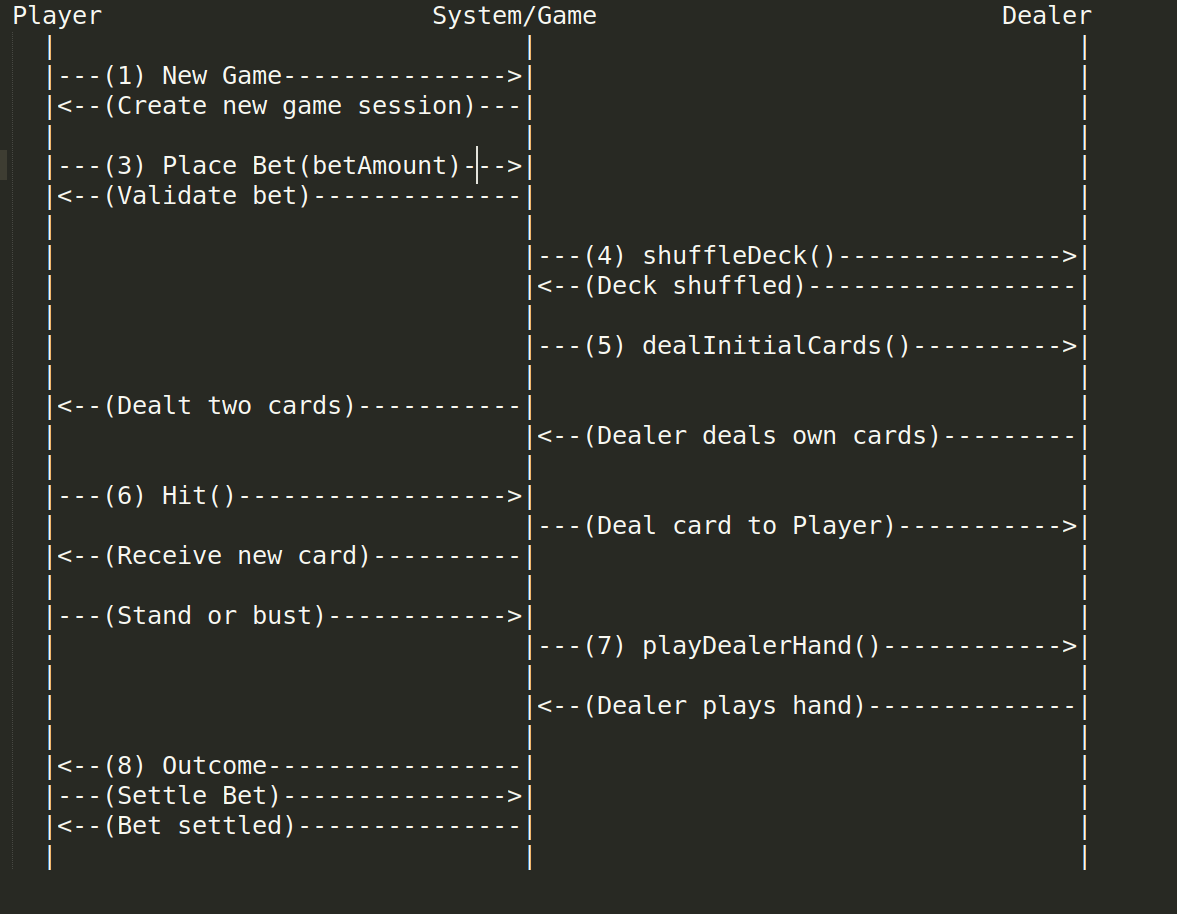 Player                      System/Game                           Dealer
  |                               |                                    |
  |---(1) New Game--------------->|                                    |
  |<--(Create new game session)---|                                    |
  |                               |                                    |
  |---(3) Place Bet(betAmount)--->|                                    |
  |<--(Validate bet)--------------|                                    |
  |                               |                                    |
  |                               |---(4) shuffleDeck()--------------->|
  |                               |<--(Deck shuffled)------------------|
  |                               |                                    |
  |                               |---(5) dealInitialCards()---------->|
  |                               |                                    |
  |<--(Dealt two cards)-----------|                                    |
  |                               |<--(Dealer deals own cards)---------|
  |                               |                                    |
  |---(6) Hit()------------------>|                                    |
  |                               |---(Deal card to Player)----------->|
  |<--(Receive new card)----------|                                    |
  |                               |                                    |
  |---(Stand or bust)------------>|                                    |
  |                               |---(7) playDealerHand()------------>|
  |                               |                                    |
  |                               |<--(Dealer plays hand)--------------|
  |                               |                                    |
  |<--(8) Outcome-----------------|                                    |
  |---(Settle Bet)--------------->|                                    |
  |<--(Bet settled)---------------|                                    |
  |                               |                                    |